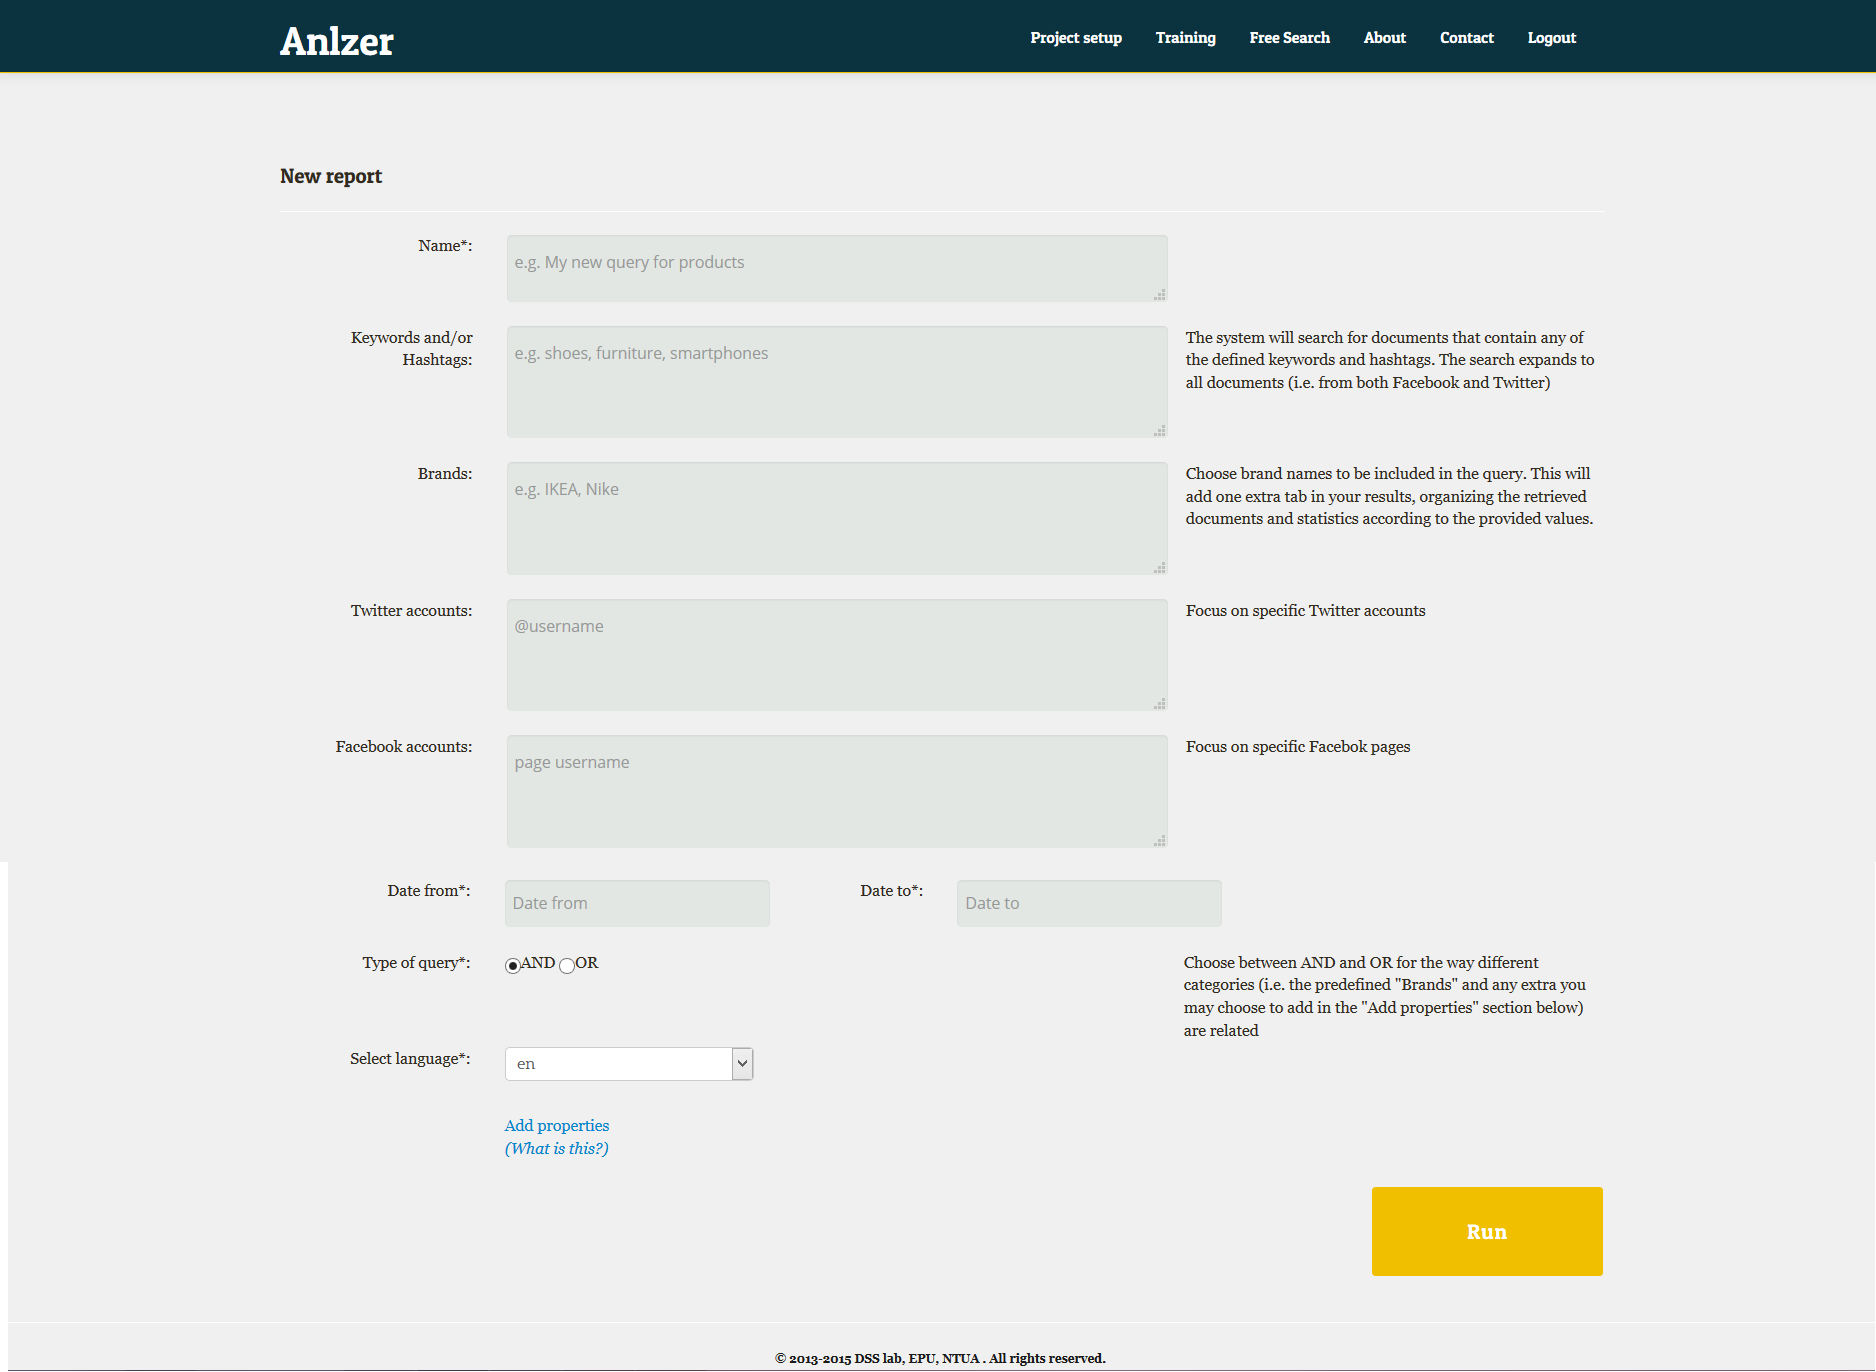 Anlzer
Project setup Training Free Search About Contact Logout
New report
Name*:
e.g. My new query for products
Keywords and/or
Hashtags:
e.g. shoes, furniture, smartphones
The system will search for documents that contain any of
the defined keywords and hashtags. The search expands to
all documents (i.e. from both Facebook and Twitter)
Brands:
e.g. IKEA, Nike
Choose brand names to be included in the query. This will
add one extra tab in your results, organizing the retrieved
documents and statistics according to the provided values.
Twitter accounts:
@username
Focus on specific Twitter accounts
Facebook accounts:
page username
Focus on specific Facebok pages
Date from*:
Date from
Date to*:
Date to
Type of query*:
AND OR
Choose between AND and OR for the way different
categories (i.e. the predefined "Brands" and any extra you
may choose to add in the "Add properties" section below)
are related
Select language*:
en
Add properties
(What is this?)
Run
© 2013-2015 DSS lab, EPU, NTUA . All rights reserved.